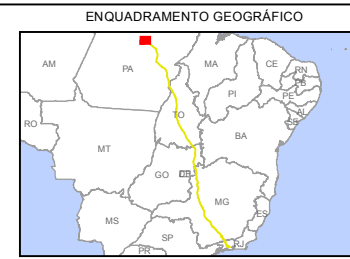 ENQUADRAMENTO GEOGRÁFICO
AM
PA
MA
CE
RN
PB
PI
PE
AL
SE
TO
RO
BA
MT
GO
DF
MG
ES
MS
SP
RJ
PR